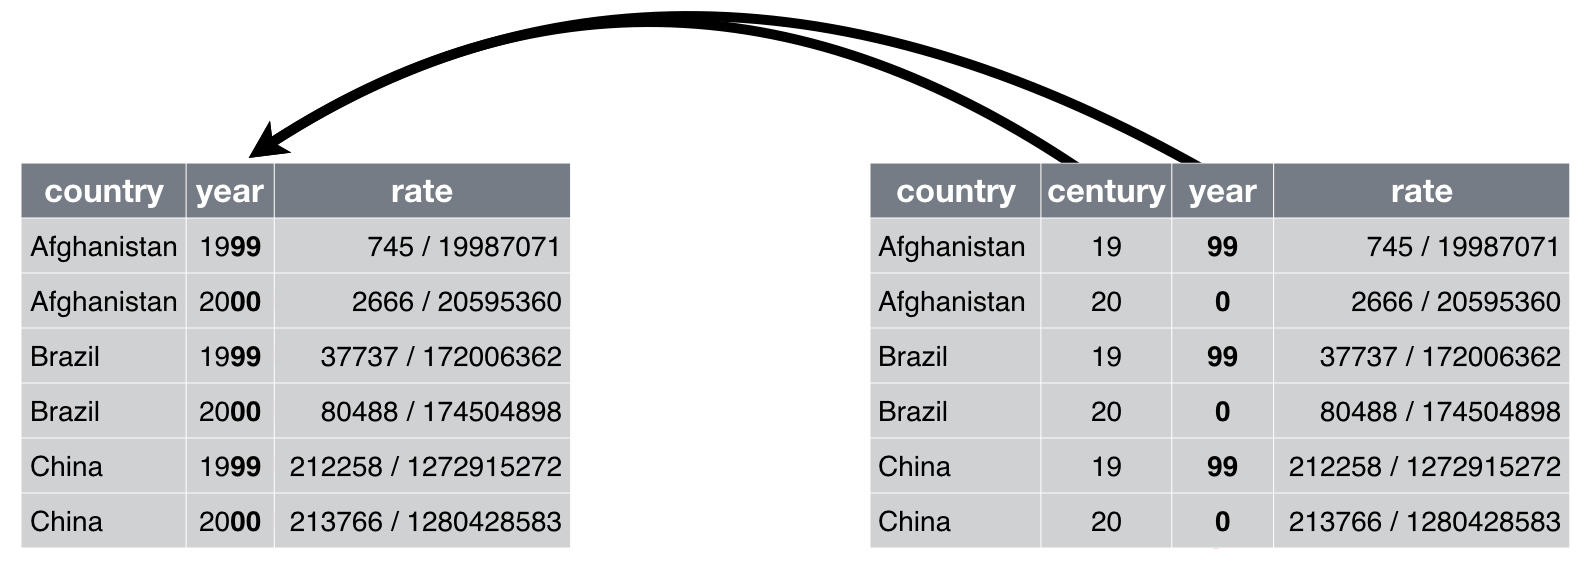 country year rate
Afghanistan 1999 745 / 19987071
Afghanistan 2000 2666 / 20595360
Brazil 1999 37737 / 172006362
Brazil 2000 80488 / 174504898
China 1999 212258 / 1272915272
China 2000 213766 / 1280428583
country century year rate
Afghanistan 19 99 745 / 19987071
Afghanistan 20 0 2666 / 20595360
Brazil 19 99 37737 / 172006362
Brazil 20 0 80488 / 174504898
China 19 99 212258 / 1272915272
China 20 0 213766 / 1280428583